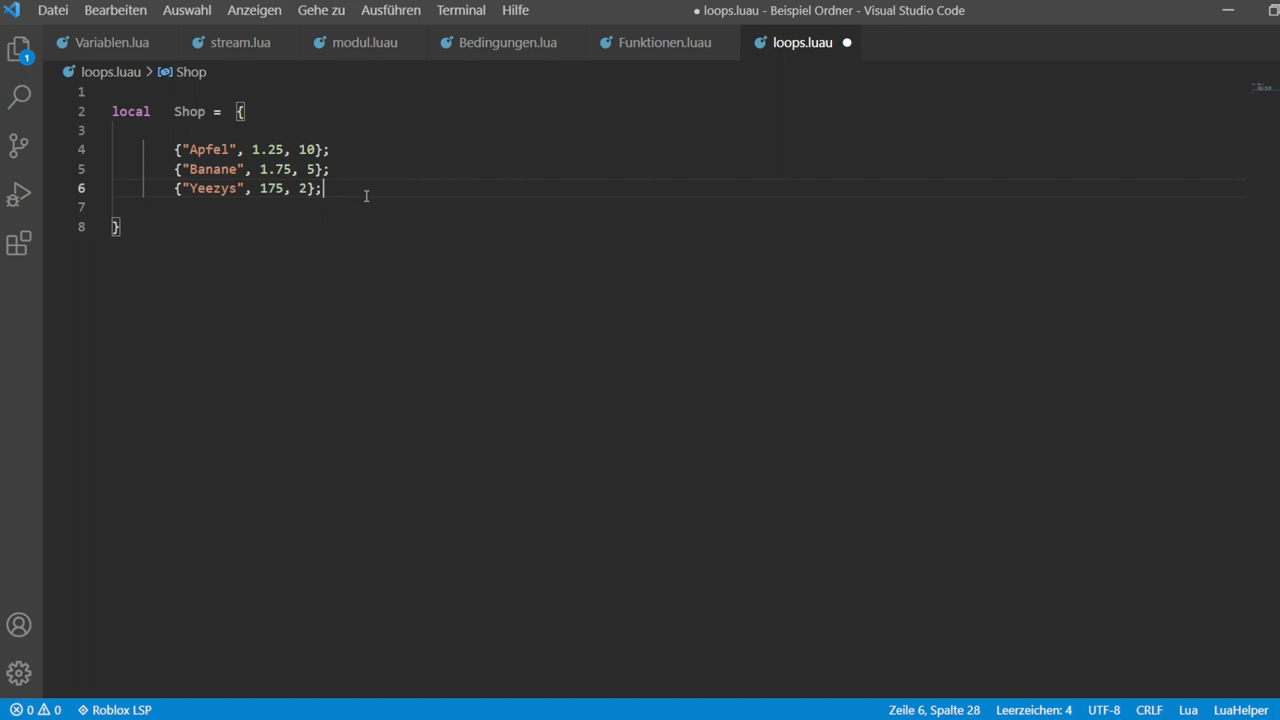 Datei Bearbeiten Auswahl Anzeigen Gehe zu Ausführen Terminal Hilfe ● loops.luau - Beispiel Ordner - Visual Studio Code
Variablen.lua stream.lua modul.luau Bedingungen.lua Funktionen.luau loops.luau
1
loops.luau > Shop
1
2 local Shop = {
3
4 {"Apfel", 1.25, 10};
5 {"Banane", 1.75, 5};
6 {"Yeezys", 175, 2};
7
8 }
0 0 Roblox LSP Zeile 6, Spalte 28 Leerzeichen: 4 UTF-8 CRLF Lua LuaHelper